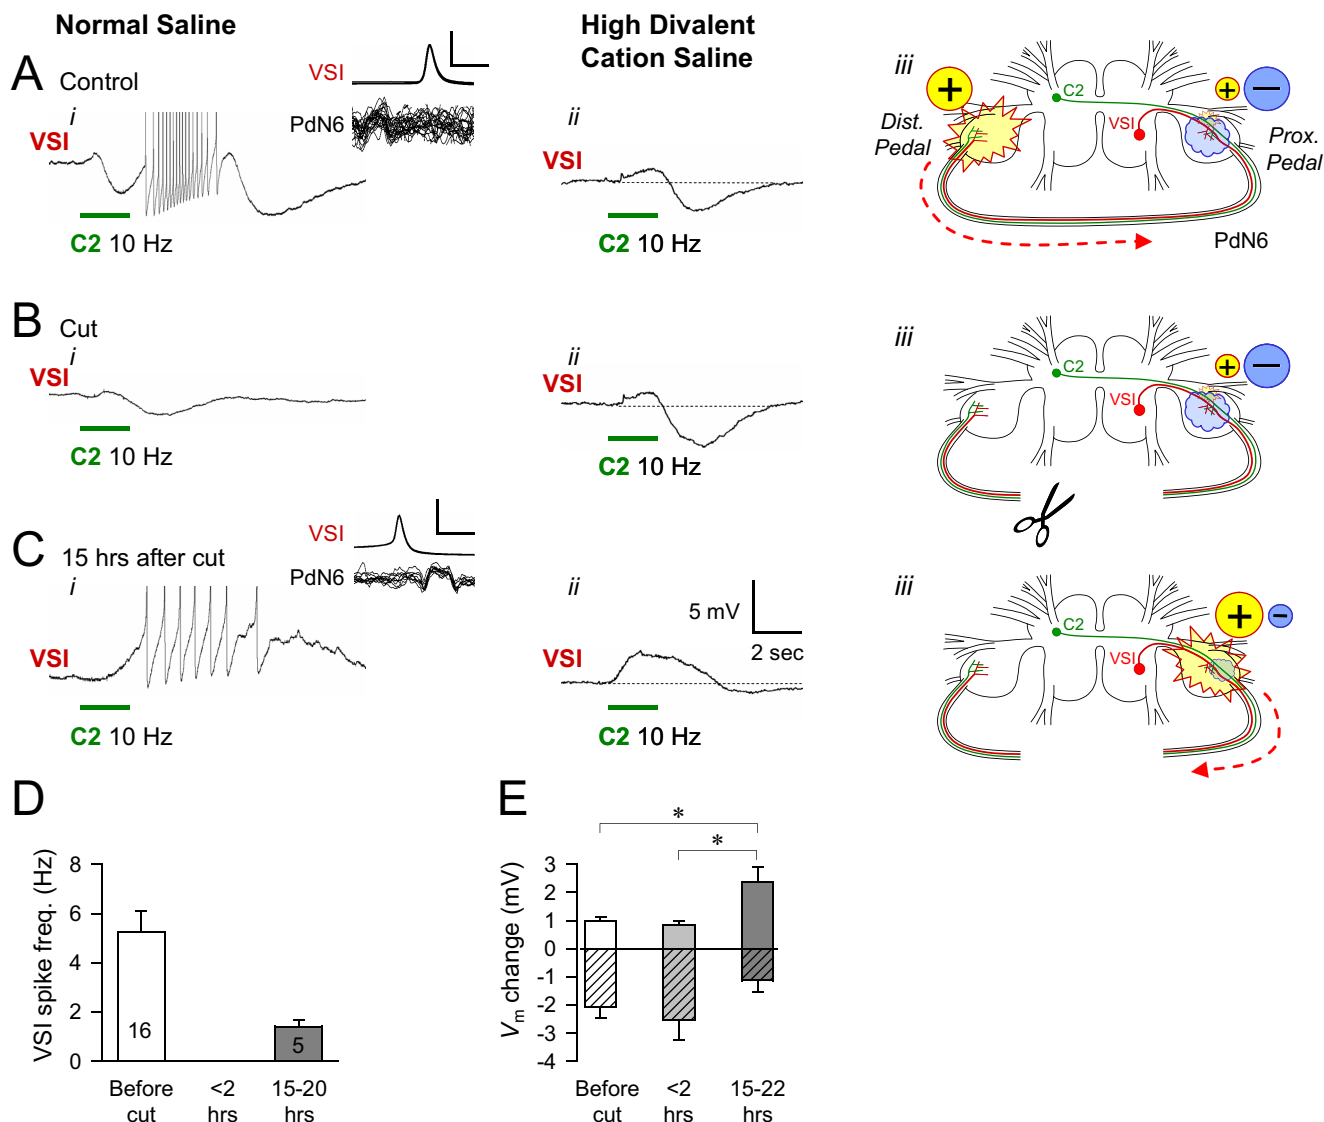 Normal Saline
High Divalent
Cation Saline
A
Control
i
VSI
C2 10 Hz
VSI
PdN6
ii
VSI
C2 10 Hz
iii
+
C2
+
−
VSI
Dist.
Pedal
Prox.
Pedal
PdN6
B
Cut
i
VSI
C2 10 Hz
ii
VSI
C2 10 Hz
iii
C2
+
−
VSI
C
15 hrs after cut
i
VSI
C2 10 Hz
VSI
PdN6
ii
VSI
C2 10 Hz
5 mV
2 sec
iii
C2
+
−
VSI
D
VSI spike freq. (Hz)
8
6
4
2
0
16
5
Before
cut
<2
hrs
15-20
hrs
E
Vm change (mV)
3
2
1
0
-1
-2
-3
-4
*
*
Before
cut
<2
hrs
15-22
hrs